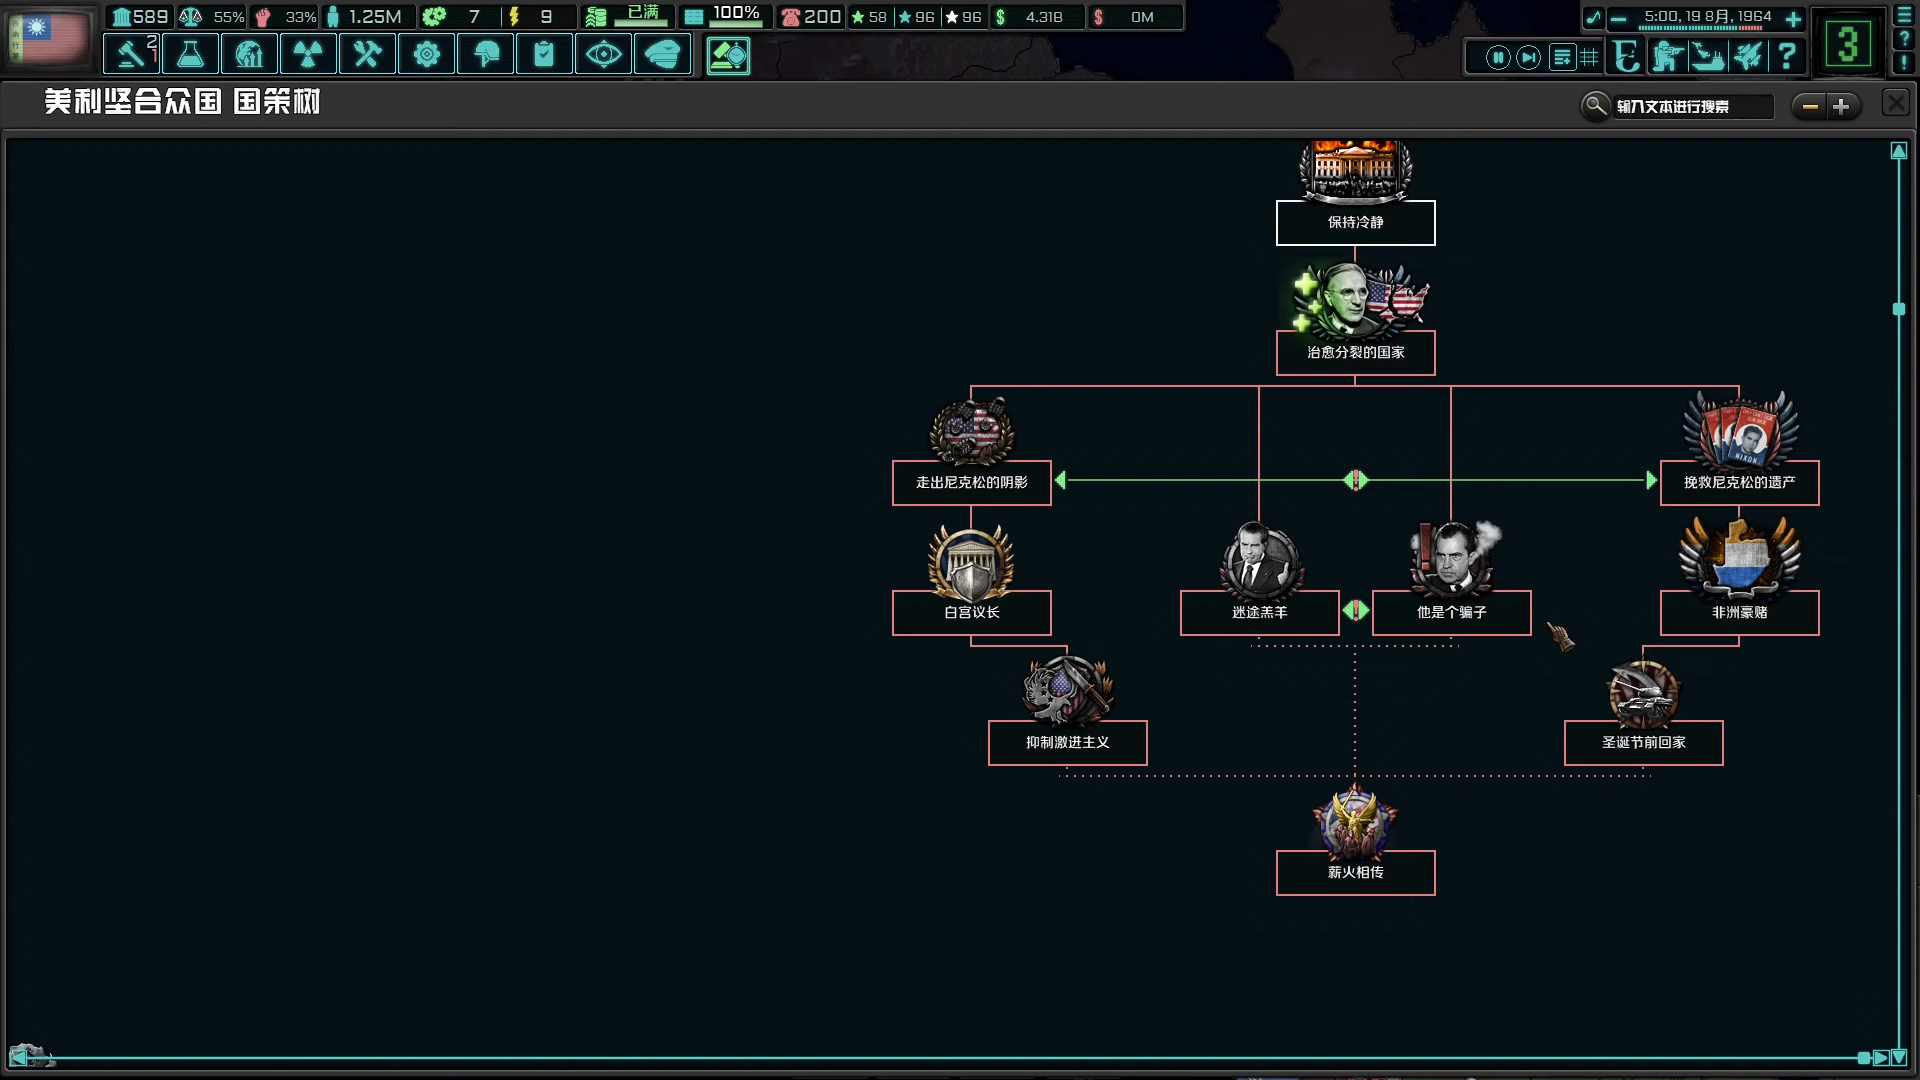 589 55% 33% 1.25M 7 9 已满 100% 200 58 96 96 $ 4.31B $ 0M
5:00, 19 8月, 1964
3
2
1
美利坚合众国 国策树
输入文本进行搜索
保持冷静
治愈分裂的国家
走出尼克松的阴影
挽救尼克松的遗产
NIXON
白宫议长
迷途羔羊
他是个骗子
非洲豪赌
抑制激进主义
圣诞节前回家
薪火相传